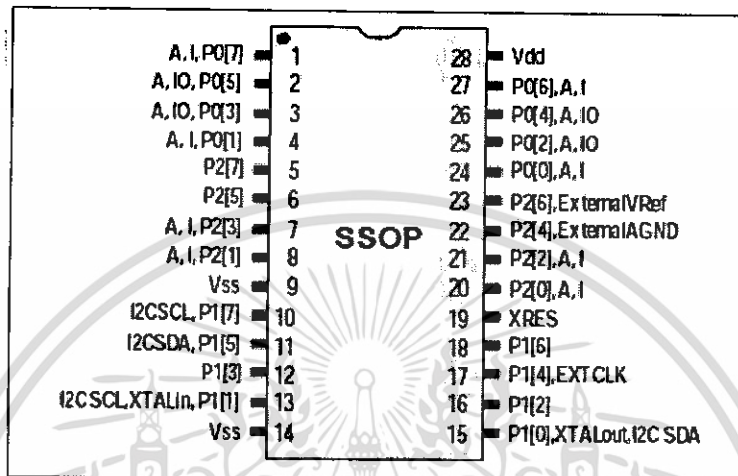 A, I, P0[7] 1 28 Vdd
A, IO, P0[5] 2 27 P0[6], A, I
A, IO, P0[3] 3 26 P0[4], A, IO
A, I, P0[1] 4 25 P0[2], A, IO
P2[7] 5 24 P0[0], A, I
P2[5] 6 23 P2[6], ExternalVRef
A, I, P2[3] 7 SSOP 22 P2[4], ExternalAGND
A, I, P2[1] 8 21 P2[2], A, I
Vss 9 20 P2[0], A, I
I2CSCL, P1[7] 10 19 XRES
I2CSDA, P1[5] 11 18 P1[6]
P1[3] 12 17 P1[4], EXTCLK
I2CSCL, XTALin, P1[1] 13 16 P1[2]
Vss 14 15 P1[0], XTALout, I2CSDA